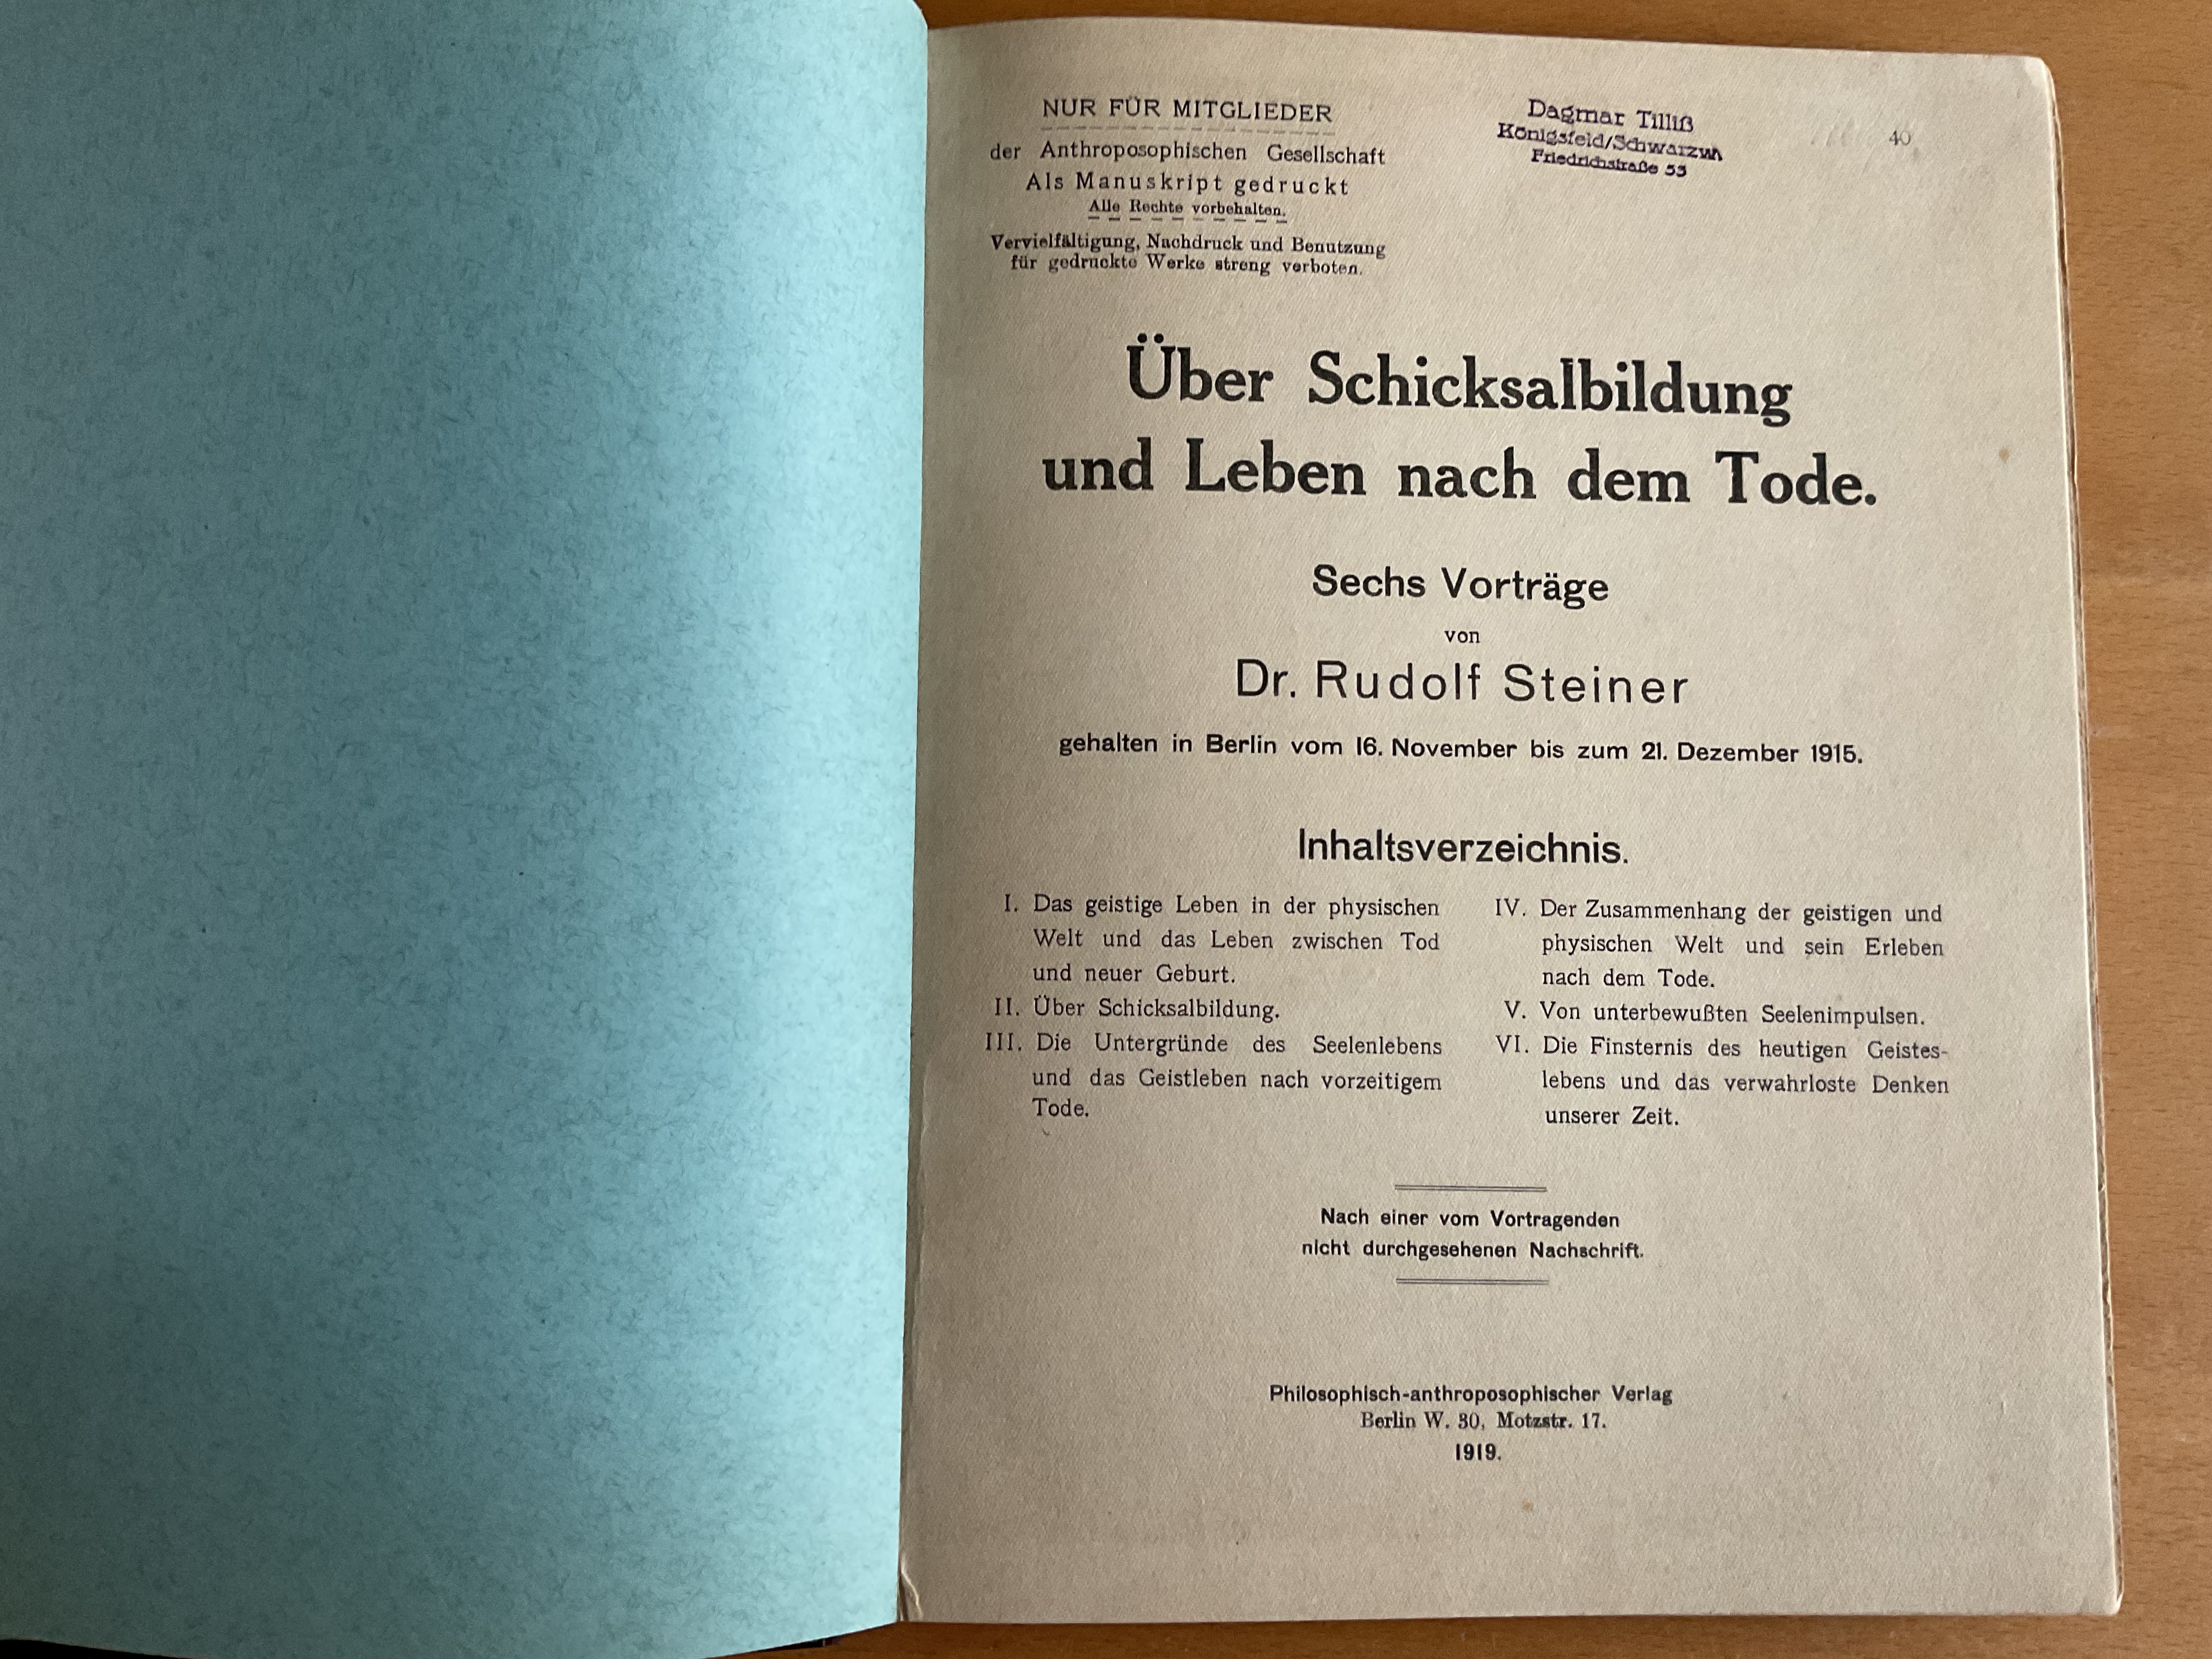 NUR FÜR MITGLIEDER
der Anthroposophischen Gesellschaft
Als Manuskript gedruckt
Alle Rechte vorbehalten.
Vervielfältigung, Nachdruck und Benutzung
für gedruckte Werke streng verboten.
Dagmar Tilliß
Königsfeld/Schwarzw
Friedrichstraße 53
40
Über Schicksalbildung
und Leben nach dem Tode.
Sechs Vorträge
von
Dr. Rudolf Steiner
gehalten in Berlin vom 16. November bis zum 21. Dezember 1915.
Inhaltsverzeichnis.
I. Das geistige Leben in der physischen
Welt und das Leben zwischen Tod
und neuer Geburt.
II. Über Schicksalbildung.
III. Die Untergründe des Seelenlebens
und das Geistleben nach vorzeitigem
Tode.
IV. Der Zusammenhang der geistigen und
physischen Welt und sein Erleben
nach dem Tode.
V. Von unterbewußten Seelenimpulsen.
VI. Die Finsternis des heutigen Geistes-
lebens und das verwahrloste Denken
unserer Zeit.
Nach einer vom Vortragenden
nicht durchgesehenen Nachschrift.
Philosophisch-anthroposophischer Verlag
Berlin W. 30, Motzstr. 17.
1919.